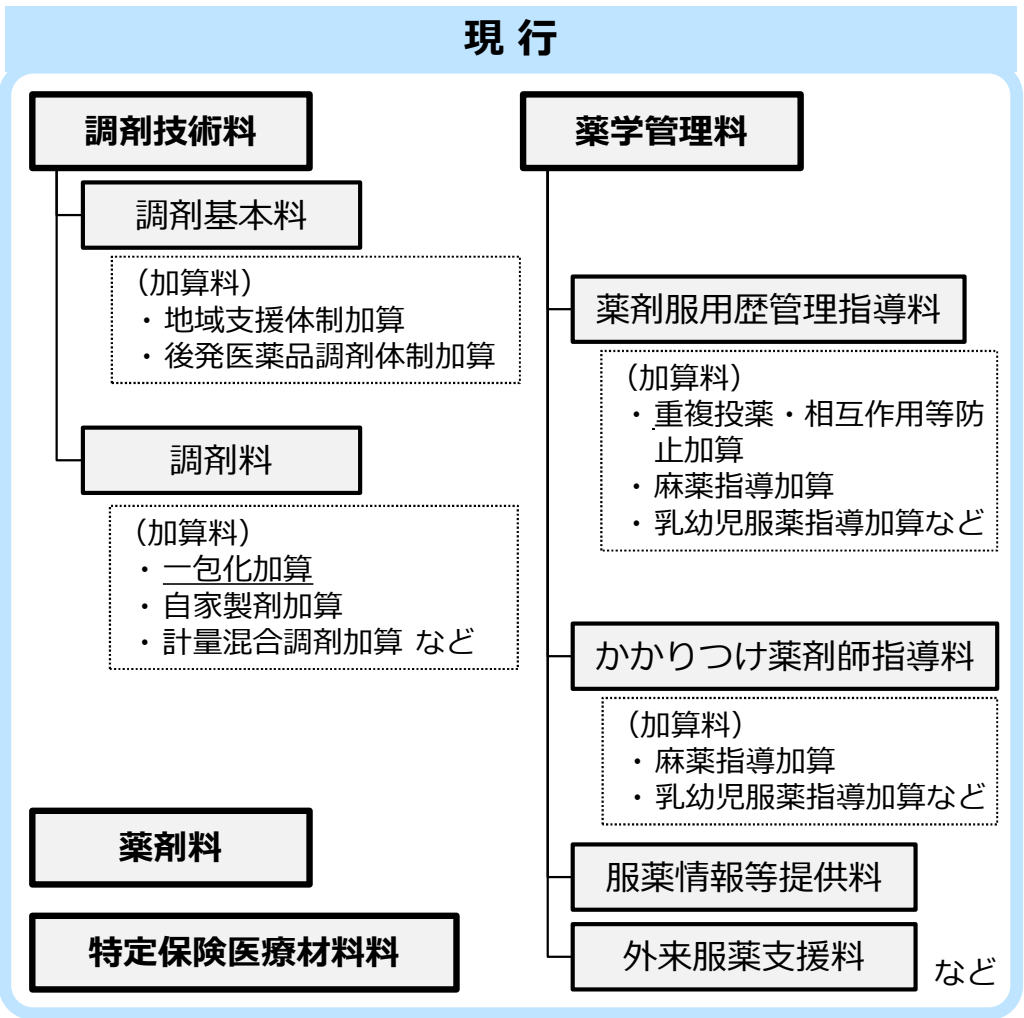 現 行
調剤技術料
調剤基本料
（加算料）
・地域支援体制加算
・後発医薬品調剤体制加算
調剤料
（加算料）
・一包化加算
・自家製剤加算
・計量混合調剤加算 など
薬剤料
特定保険医療材料料
薬学管理料
薬剤服用歴管理指導料
（加算料）
・重複投薬・相互作用等防
止加算
・麻薬指導加算
・乳幼児服薬指導加算など
かかりつけ薬剤師指導料
（加算料）
・麻薬指導加算
・乳幼児服薬指導加算など
服薬情報等提供料
外来服薬支援料
など